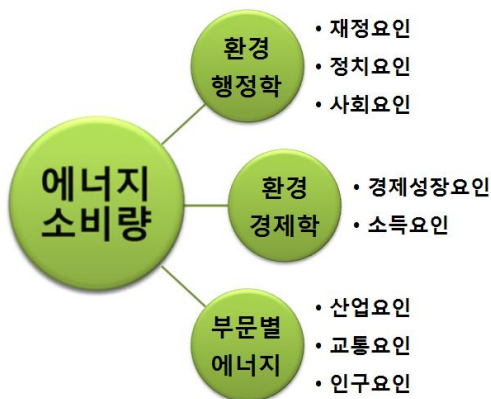 에너지
소비량
환경
행정학
• 재정요인
• 정치요인
• 사회요인
환경
경제학
• 경제성장요인
• 소득요인
부문별
에너지
• 산업요인
• 교통요인
• 인구요인